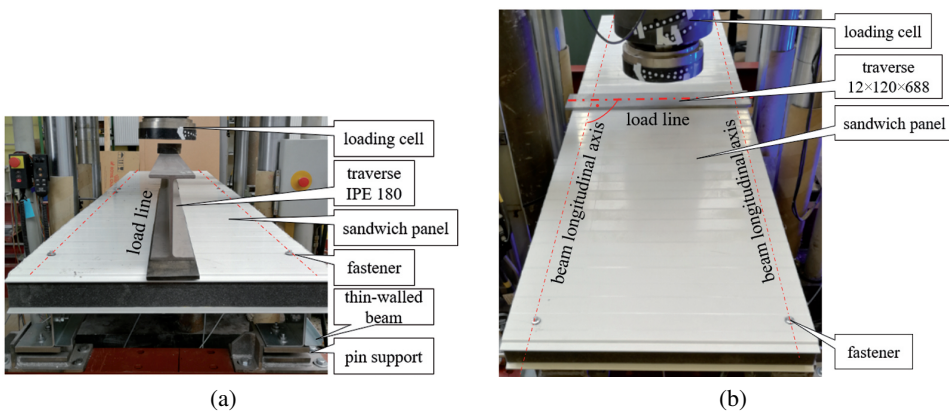 loading cell
traverse
IPE 180
load line
sandwich panel
fastener
thin-walled
beam
pin support
(a)
loading cell
traverse
12×120×688
load line
sandwich panel
beam longitudinal axis
beam longitudinal axis
fastener
(b)